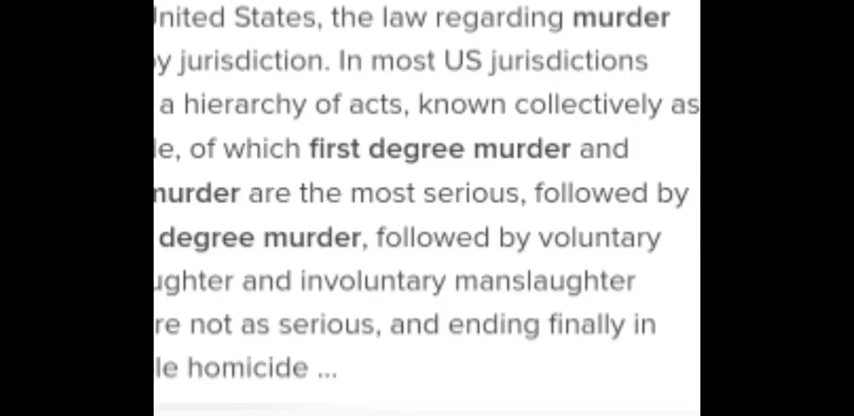 United States, the law regarding murder
y jurisdiction. In most US jurisdictions
a hierarchy of acts, known collectively as
le, of which first degree murder and
murder are the most serious, followed by
degree murder, followed by voluntary
ughter and involuntary manslaughter
re not as serious, and ending finally in
le homicide ...